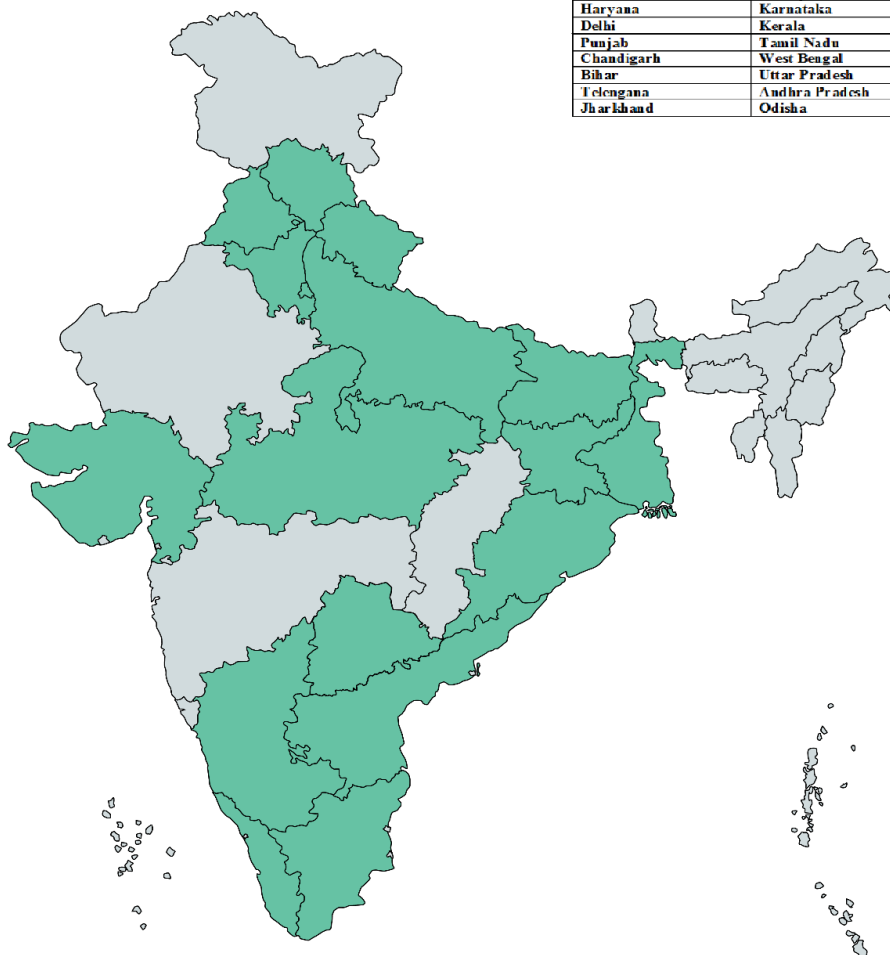 Haryana Karnataka
Delhi Kerala
Punjab Tamil Nadu
Chandigarh West Bengal
Bihar Uttar Pradesh
Telengana Andhra Pradesh
Jharkhand Odisha